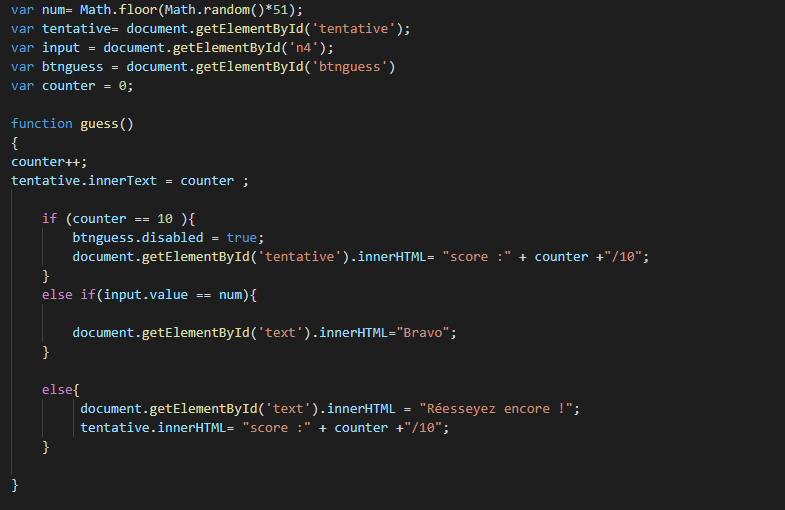 var num= Math.floor(Math.random()*51);
var tentative= document.getElementById('tentative');
var input = document.getElementById('n4');
var btnguess = document.getElementById('btnguess')
var counter = 0;
function guess()
{
counter++;
tentative.innerText = counter ;
if (counter == 10 ){
btnguess.disabled = true;
document.getElementById('tentative').innerHTML= "score :" + counter +"/10";
}
else if(input.value == num){
document.getElementById('text').innerHTML="Bravo";
}
else{
document.getElementById('text').innerHTML = "Réesseyez encore !";
tentative.innerHTML= "score :" + counter +"/10";
}
}